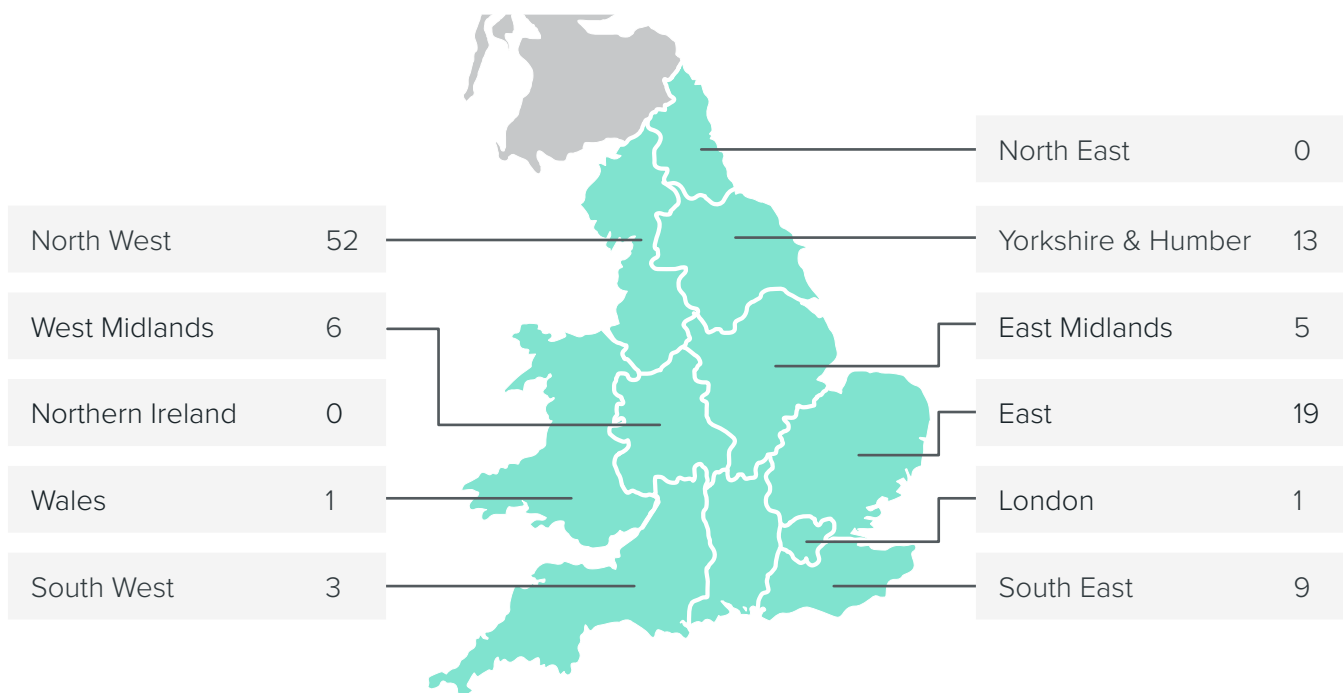 North West 52
West Midlands 6
Northern Ireland 0
Wales 1
South West 3
North East 0
Yorkshire & Humber 13
East Midlands 5
East 19
London 1
South East 9